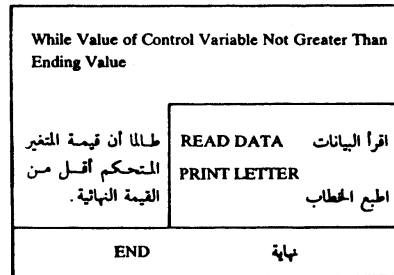 While Value of Control Variable Not Greater Than
Ending Value
طالما أن قيمة المتغير
المتحكم أقل من
القيمة النهائية .
READ DATA اقرأ البيانات
PRINT LETTER
اطبع الخطاب
END نهاية